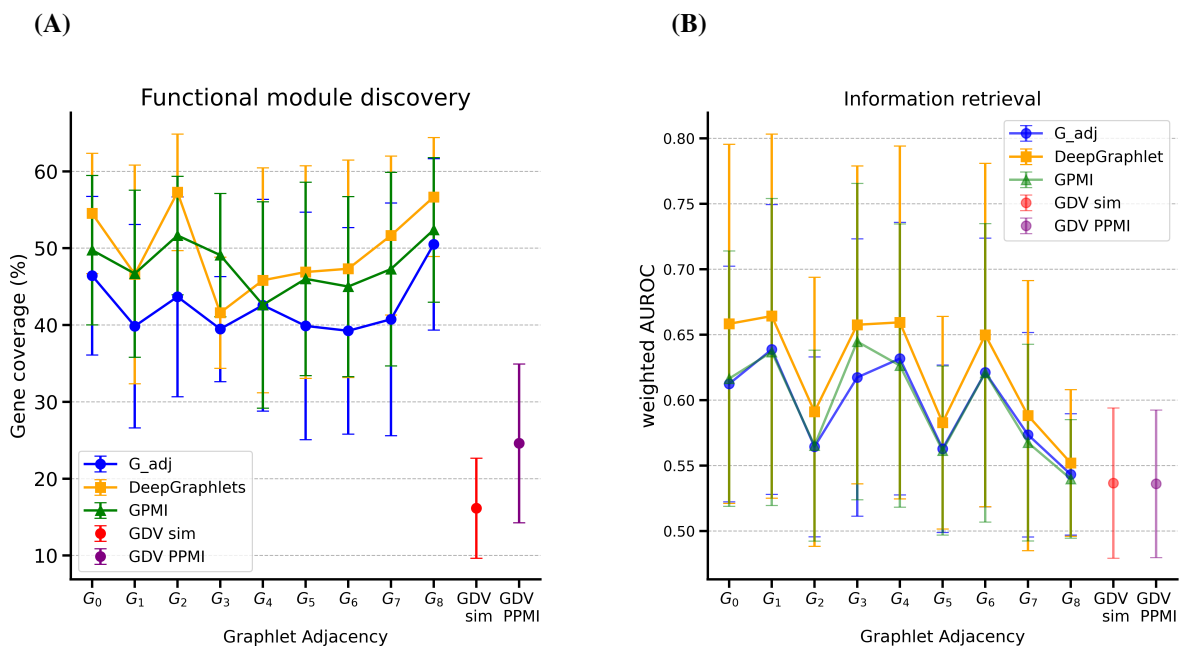 (A)
Functional module discovery
Gene coverage (%)
60
50
40
30
20
10
G_adj
DeepGraphlets
GPMI
GDV sim
GDV PPMI
G₀ G₁ G₂ G₃ G₄ G₅ G₆ G₇ G₈ GDV GDV
sim PPMI
Graphlet Adjacency
(B)
Information retrieval
weighted AUROC
0.80
0.75
0.70
0.65
0.60
0.55
0.50
G_adj
DeepGraphlet
GPMI
GDV sim
GDV PPMI
G₀ G₁ G₂ G₃ G₄ G₅ G₆ G₇ G₈ GDV GDV
sim PPMI
Graphlet Adjacency